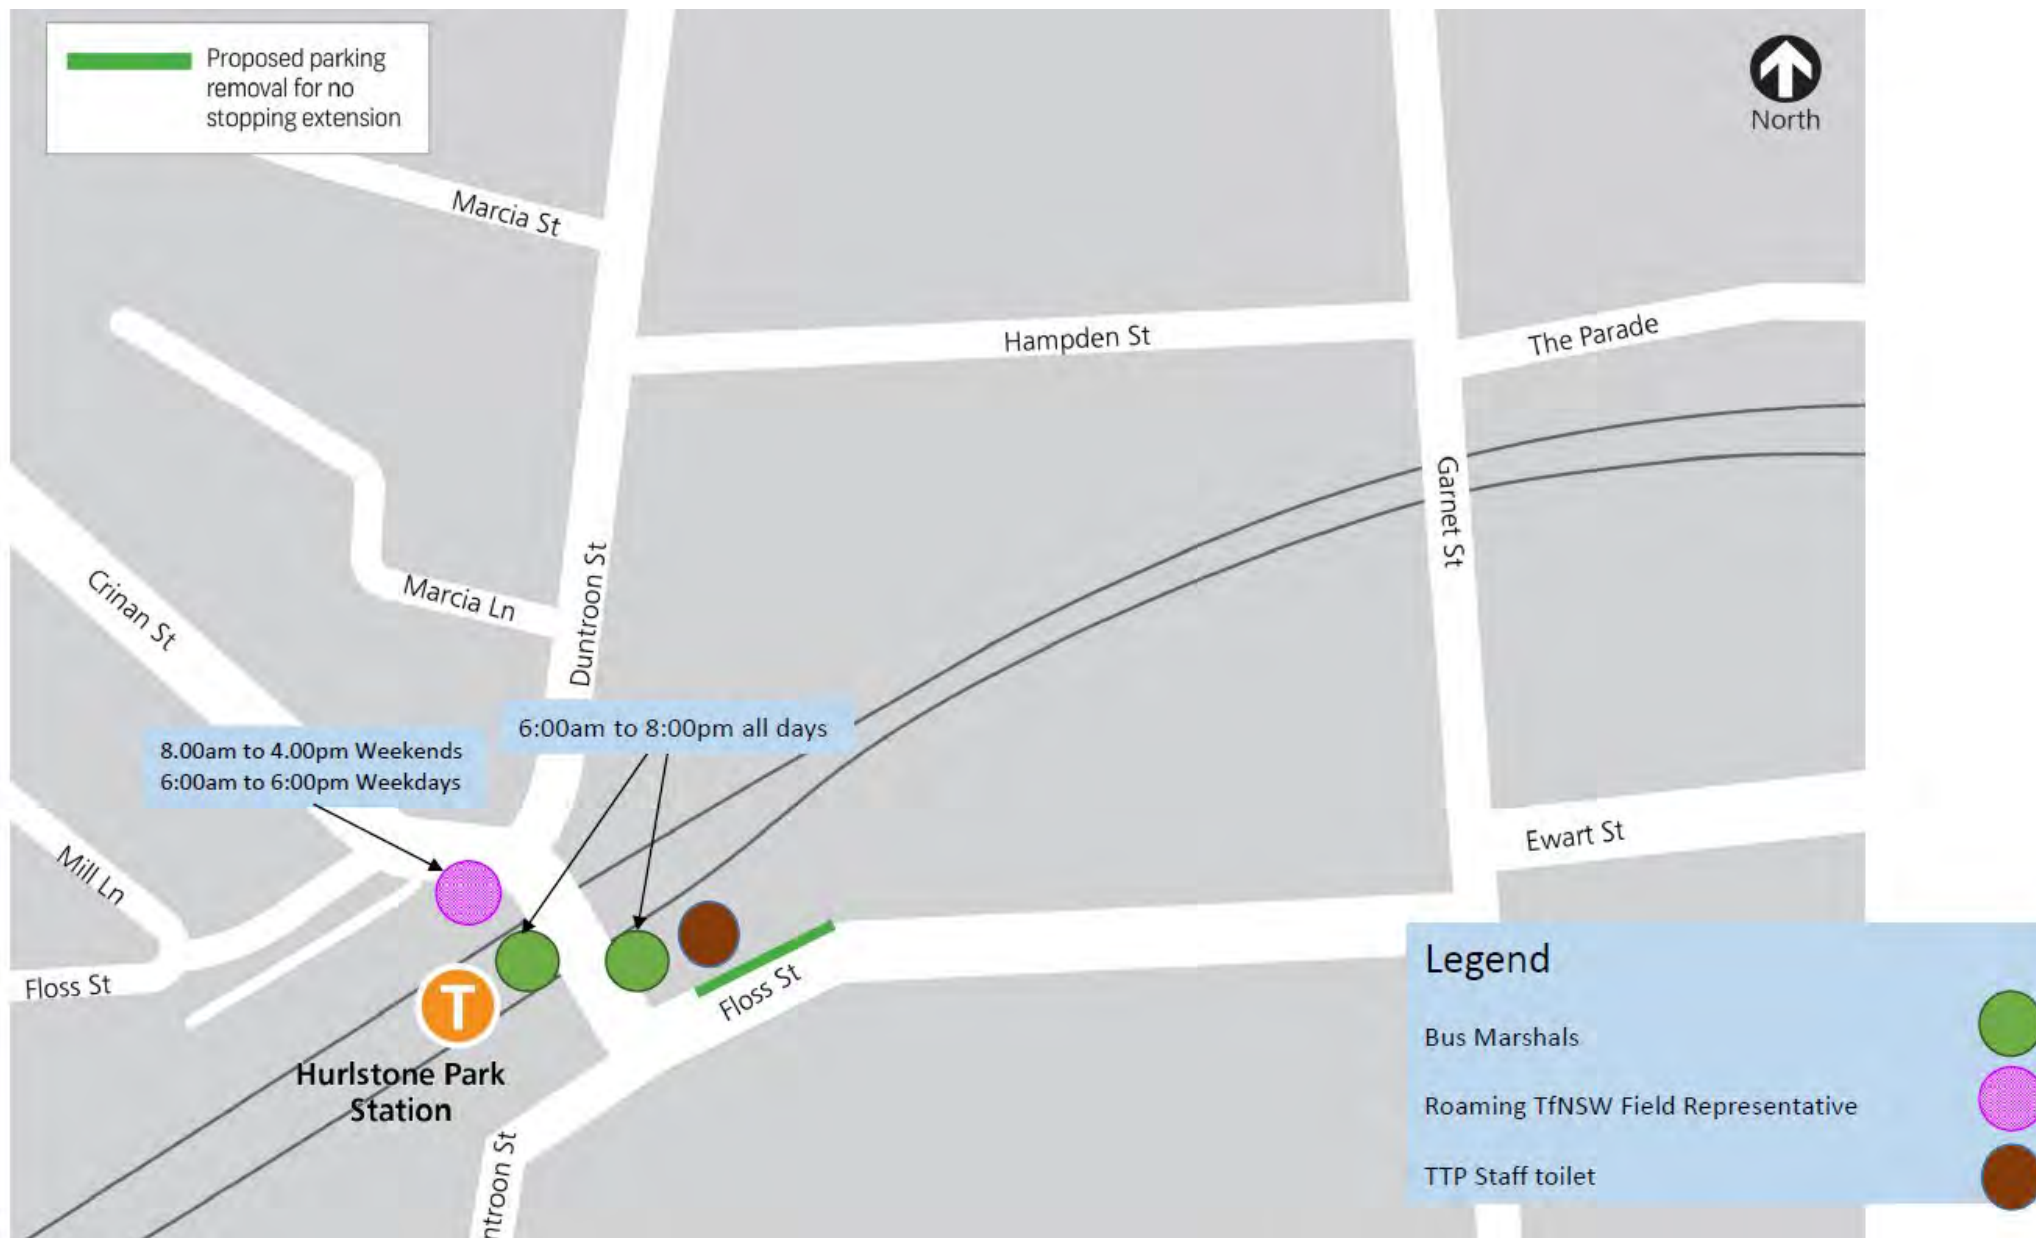 Proposed parking
removal for no
stopping extension
North
Marcia St
Hampden St
The Parade
Garnet St
Duntroon St
Crinan St
Marcia Ln
6:00am to 8:00pm all days
8.00am to 4.00pm Weekends
6:00am to 6:00pm Weekdays
Ewart St
Mill Ln
Floss St
Floss St
T
Hurlstone Park
Station
ntroon St
Legend
Bus Marshals
Roaming TfNSW Field Representative
TTP Staff toilet